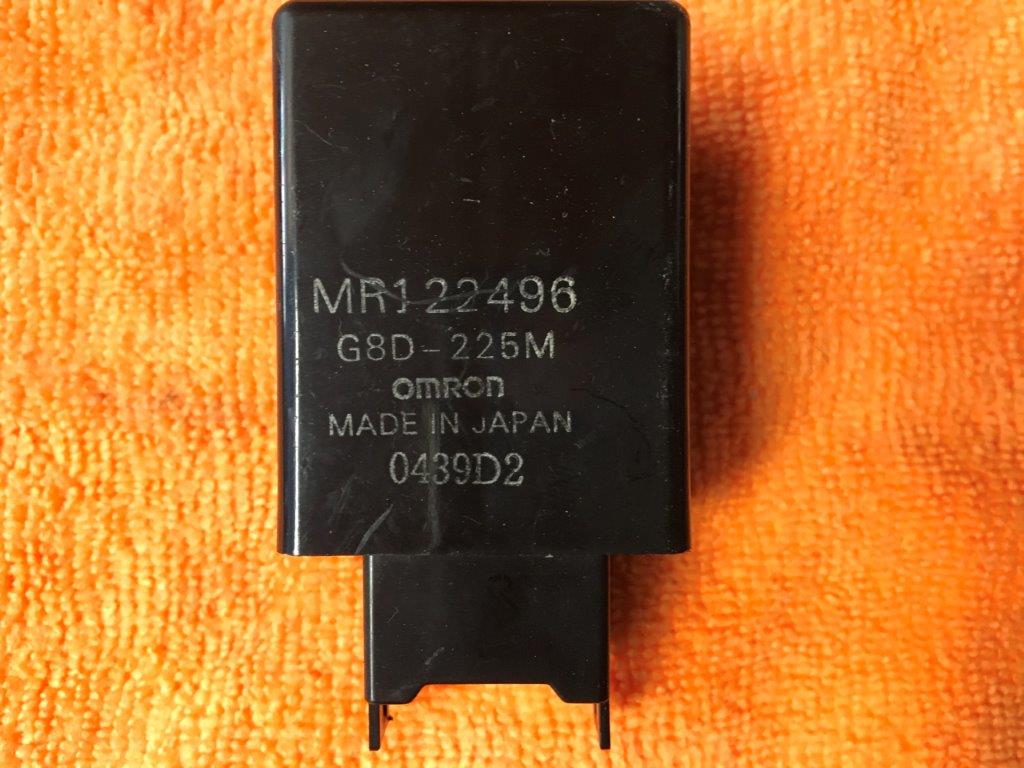 MR122496
G8D-225M
OMRON
MADE IN JAPAN
0439D2